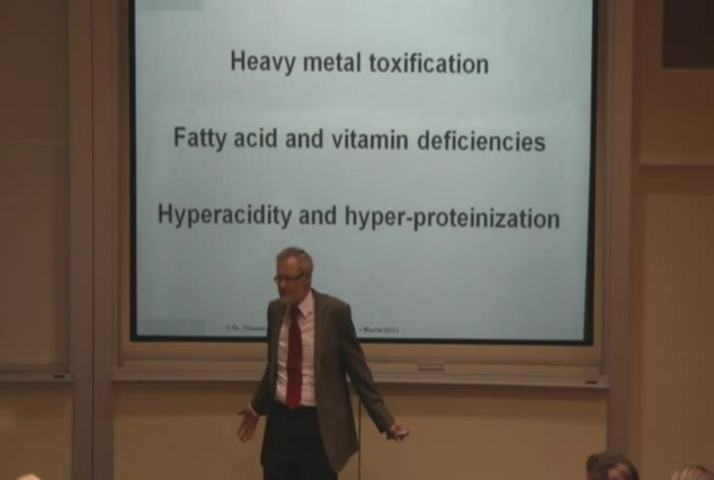 Heavy metal toxification
Fatty acid and vitamin deficiencies
Hyperacidity and hyper-proteinization